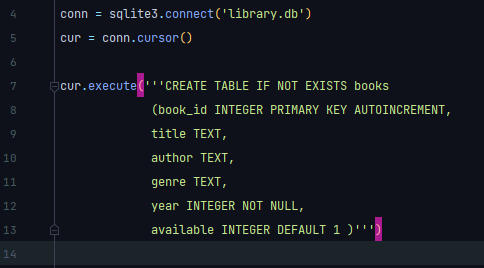 4 conn = sqlite3.connect('library.db')
5 cur = conn.cursor()
6
7 cur.execute('''CREATE TABLE IF NOT EXISTS books
8 (book_id INTEGER PRIMARY KEY AUTOINCREMENT,
9 title TEXT,
10 author TEXT,
11 genre TEXT,
12 year INTEGER NOT NULL,
13 available INTEGER DEFAULT 1 )''')
14